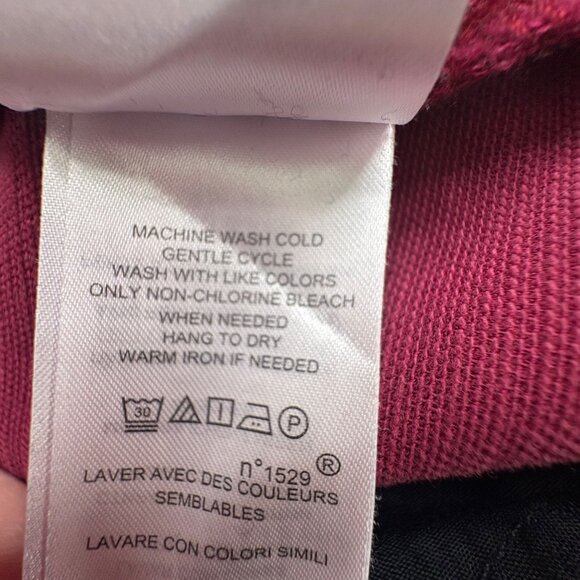 MACHINE WASH COLD
GENTLE CYCLE
WASH WITH LIKE COLORS
ONLY NON-CHLORINE BLEACH
WHEN NEEDED
HANG TO DRY
WARM IRON IF NEEDED
30 P
n°1529 ®
LAVER AVEC DES COULEURS
SEMBLABLES
LAVARE CON COLORI SIMILI